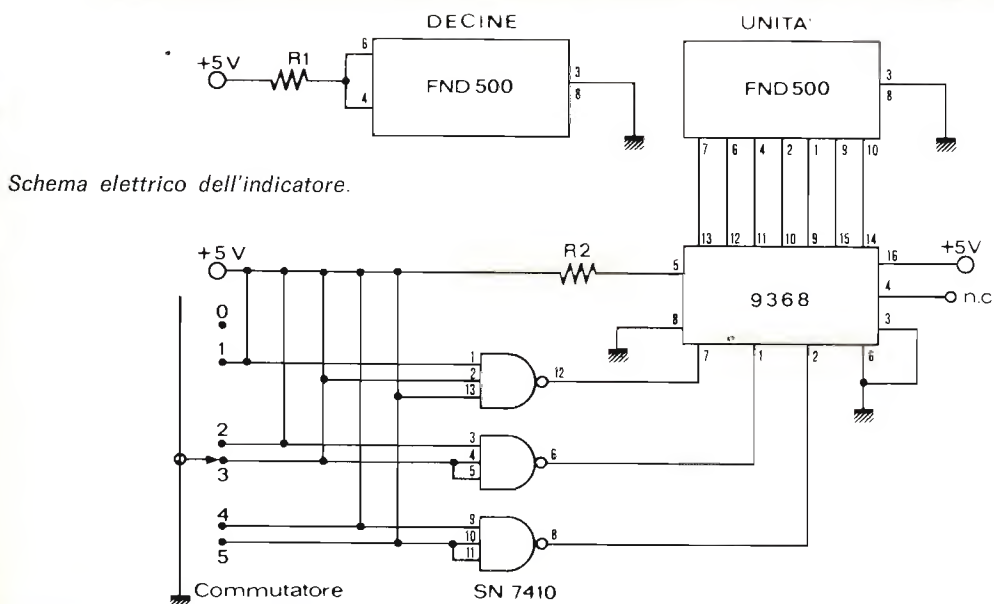 DECINE
UNITA'
+5V
R1
6
4
FND 500
3
8
FND 500
3
8
7 6 4 2 1 9 10
Schema elettrico dell'indicatore.
+5V
R2
13 12 11 10 9 15 14
5
16
+5V
9368
4
n.c
8
3
7 1 2 6
0
1
1
2
13
12
2
3
3
4
5
6
4
5
9
10
11
8
Commutatore
SN 7410